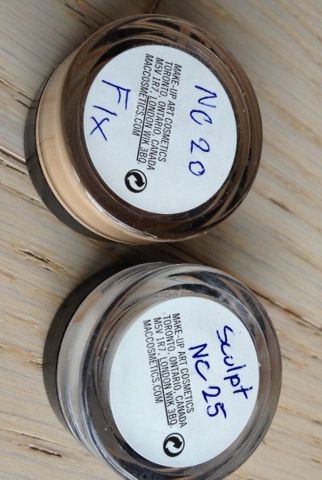 NC 20
MAKE-UP ART COSMETICS
TORONTO, ONTARIO, CANADA
M5V 1R7, LONDON W1K 3BQ.
MACCOSMETICS.COM
F/x
Sculpt
NC 25
MAKE-UP ART COSMETICS
TORONTO, ONTARIO, CANADA
M5V 1R7, LONDON W1K 3BQ.
MACCOSMETICS.COM